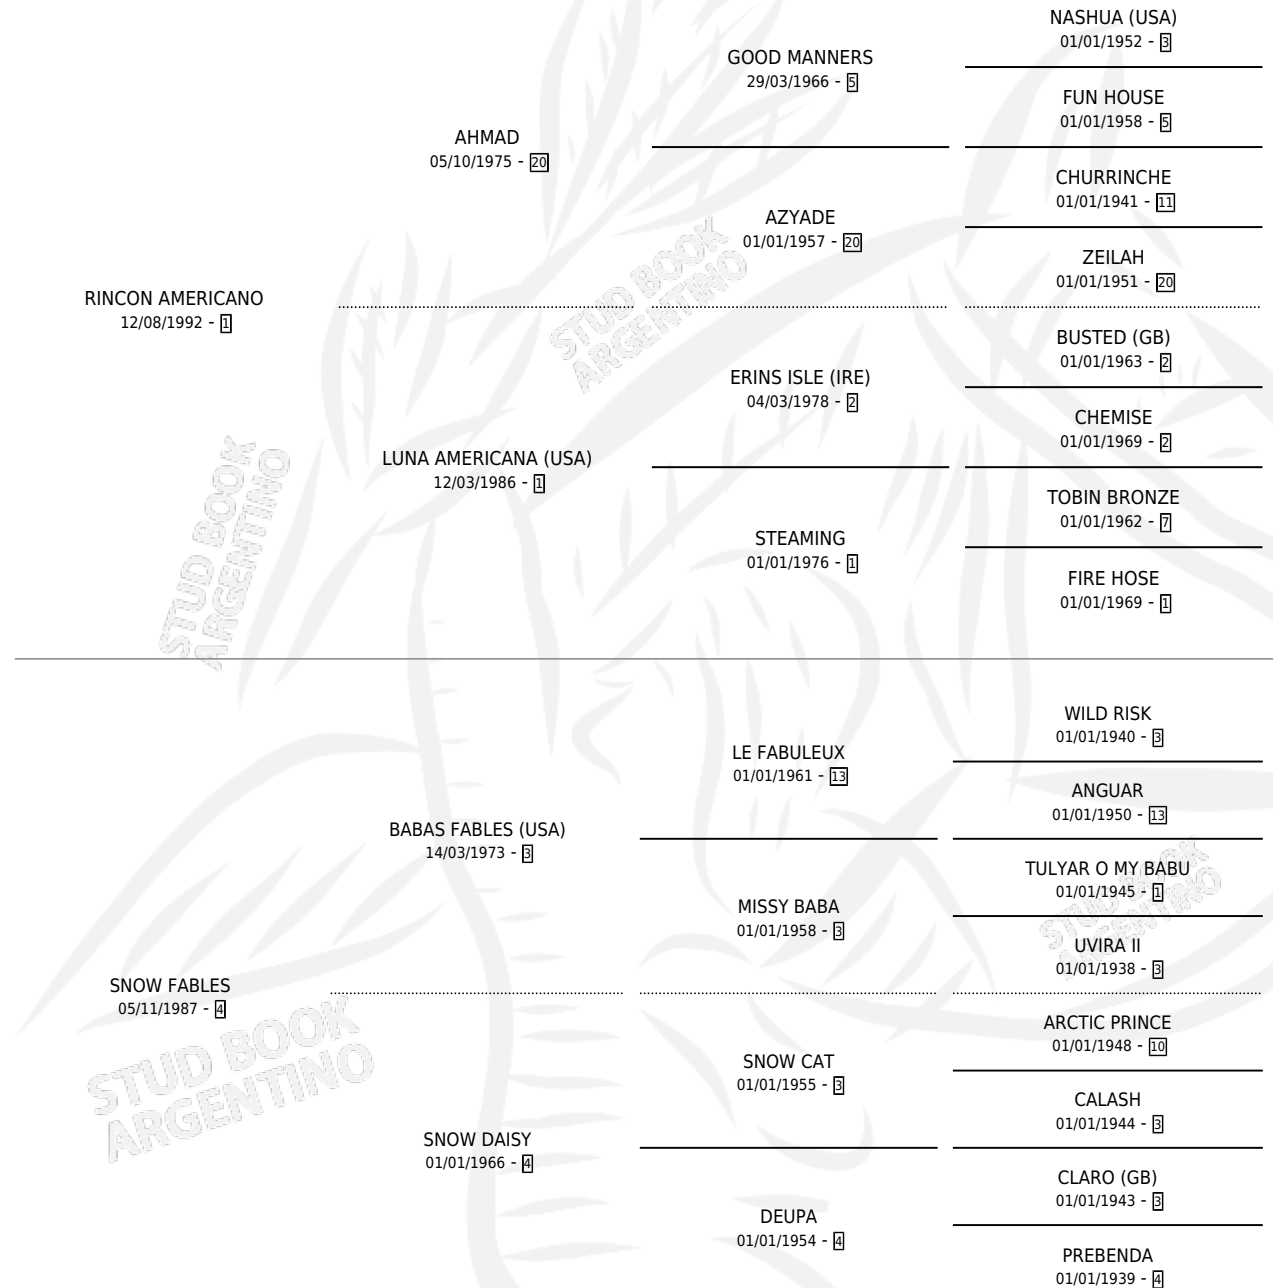 NASHUA (USA)
01/01/1952 - 3
GOOD MANNERS
29/03/1966 - 5
FUN HOUSE
01/01/1958 - 5
AHMAD
05/10/1975 - 20
CHURRINCHE
01/01/1941 - 11
AZYADE
01/01/1957 - 20
ZEILAH
01/01/1951 - 20
RINCON AMERICANO
12/08/1992 - 1
STUD BOOK
ARGENTINO
BUSTED (GB)
01/01/1963 - 2
ERINS ISLE (IRE)
04/03/1978 - 2
CHEMISE
01/01/1969 - 2
LUNA AMERICANA (USA)
12/03/1986 - 1
TOBIN BRONZE
01/01/1962 - 7
STEAMING
01/01/1976 - 1
FIRE HOSE
01/01/1969 - 1
STUD BOOK
ARGENTINO
WILD RISK
01/01/1940 - 3
LE FABULEUX
01/01/1961 - 13
ANGUAR
01/01/1950 - 13
BABAS FABLES (USA)
14/03/1973 - 3
TULYAR O MY BABU
01/01/1945 - 1
MISSY BABA
01/01/1958 - 3
STUD BOOK
ARGENTINO
UVIRA II
01/01/1938 - 3
SNOW FABLES
05/11/1987 - 4
ARCTIC PRINCE
01/01/1948 - 10
SNOW CAT
01/01/1955 - 3
CALASH
01/01/1944 - 3
STUD BOOK
ARGENTINO
SNOW DAISY
01/01/1966 - 4
CLARO (GB)
01/01/1943 - 3
DEUPA
01/01/1954 - 4
PREBENDA
01/01/1939 - 4